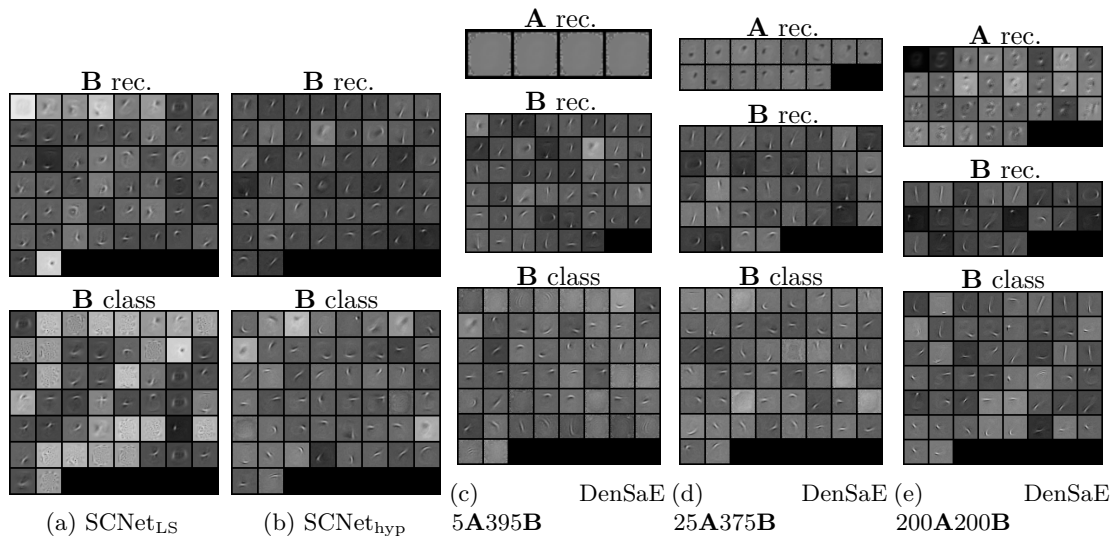 B rec.
B class
(a) SCNet_LS
B rec.
B class
(b) SCNet_hyp
A rec.
B rec.
B class
(c) DenSaE
5A395B
A rec.
B rec.
B class
(d) DenSaE
25A375B
A rec.
B rec.
B class
(e) DenSaE
200A200B